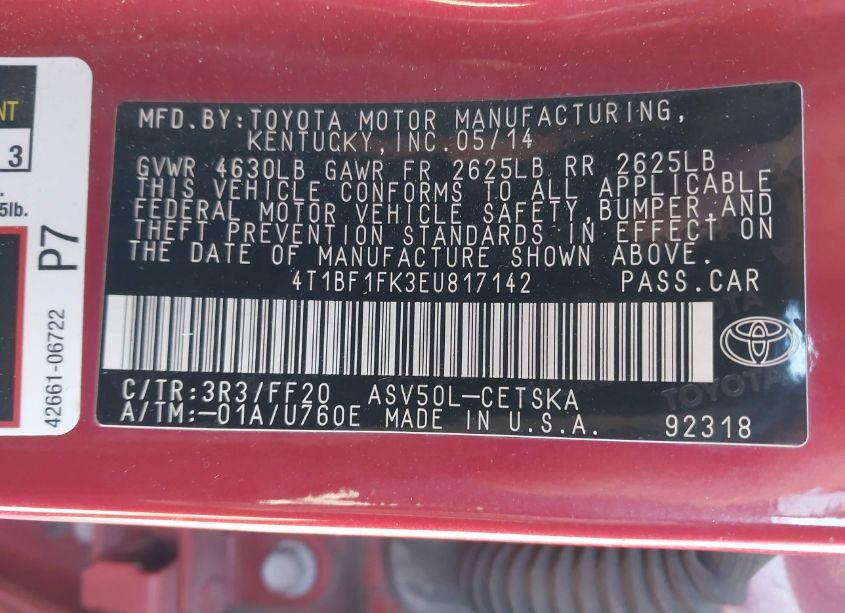 NT
3
.
5lb.
P7
42661-06722
MFD.BY:TOYOTA MOTOR MANUFACTURING,
KENTUCKY,INC.05/14
GVWR 4630LB GAWR FR 2625LB RR 2625LB
THIS VEHICLE CONFORMS TO ALL APPLICABLE
FEDERAL MOTOR VEHICLE SAFETY,BUMPER,AND
THEFT PREVENTION STANDARDS IN EFFECT ON
THE DATE OF MANUFACTURE SHOWN ABOVE.
4T1BF1FK3EU817142 PASS.CAR
TOYOTA
C/TR:3R3/FF20 ASV50L-CETSKA
A/TM:-01A/U760E MADE IN U.S.A. 92318